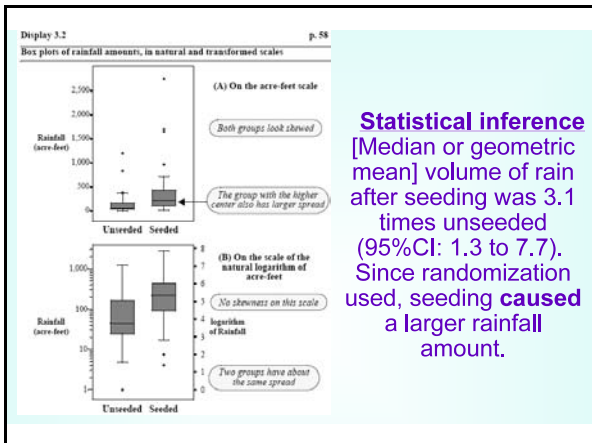 Display 3.2 p. 58
Box plots of rainfall amounts, in natural and transformed scales
(A) On the acre-feet scale
2,500
2,000
Both groups look skewed
Rainfall
(acre-feet)
1,500
1,000
500
0
The group with the higher
center also has larger spread
Unseeded Seeded
(B) On the scale of the
natural logarithm of
acre-feet
1,000
100
10
1
8
7
6
5
4
3
2
1
0
No skewness on this scale
Rainfall
(acre-feet)
logarithm
of Rainfall
Two groups have about
the same spread
Unseeded Seeded
Statistical inference
[Median or geometric
mean] volume of rain
after seeding was 3.1
times unseeded
(95%CI: 1.3 to 7.7).
Since randomization
used, seeding caused
a larger rainfall
amount.